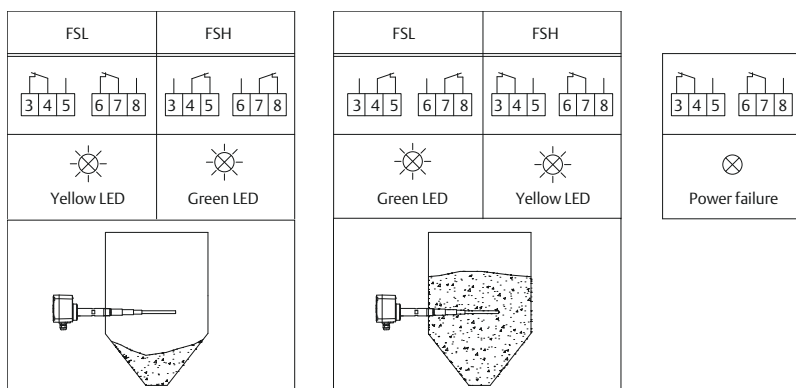 FSL FSH
3 4 5 6 7 8 3 4 5 6 7 8
Yellow LED Green LED
FSL FSH
3 4 5 6 7 8 3 4 5 6 7 8
Green LED Yellow LED
3 4 5 6 7 8
Power failure